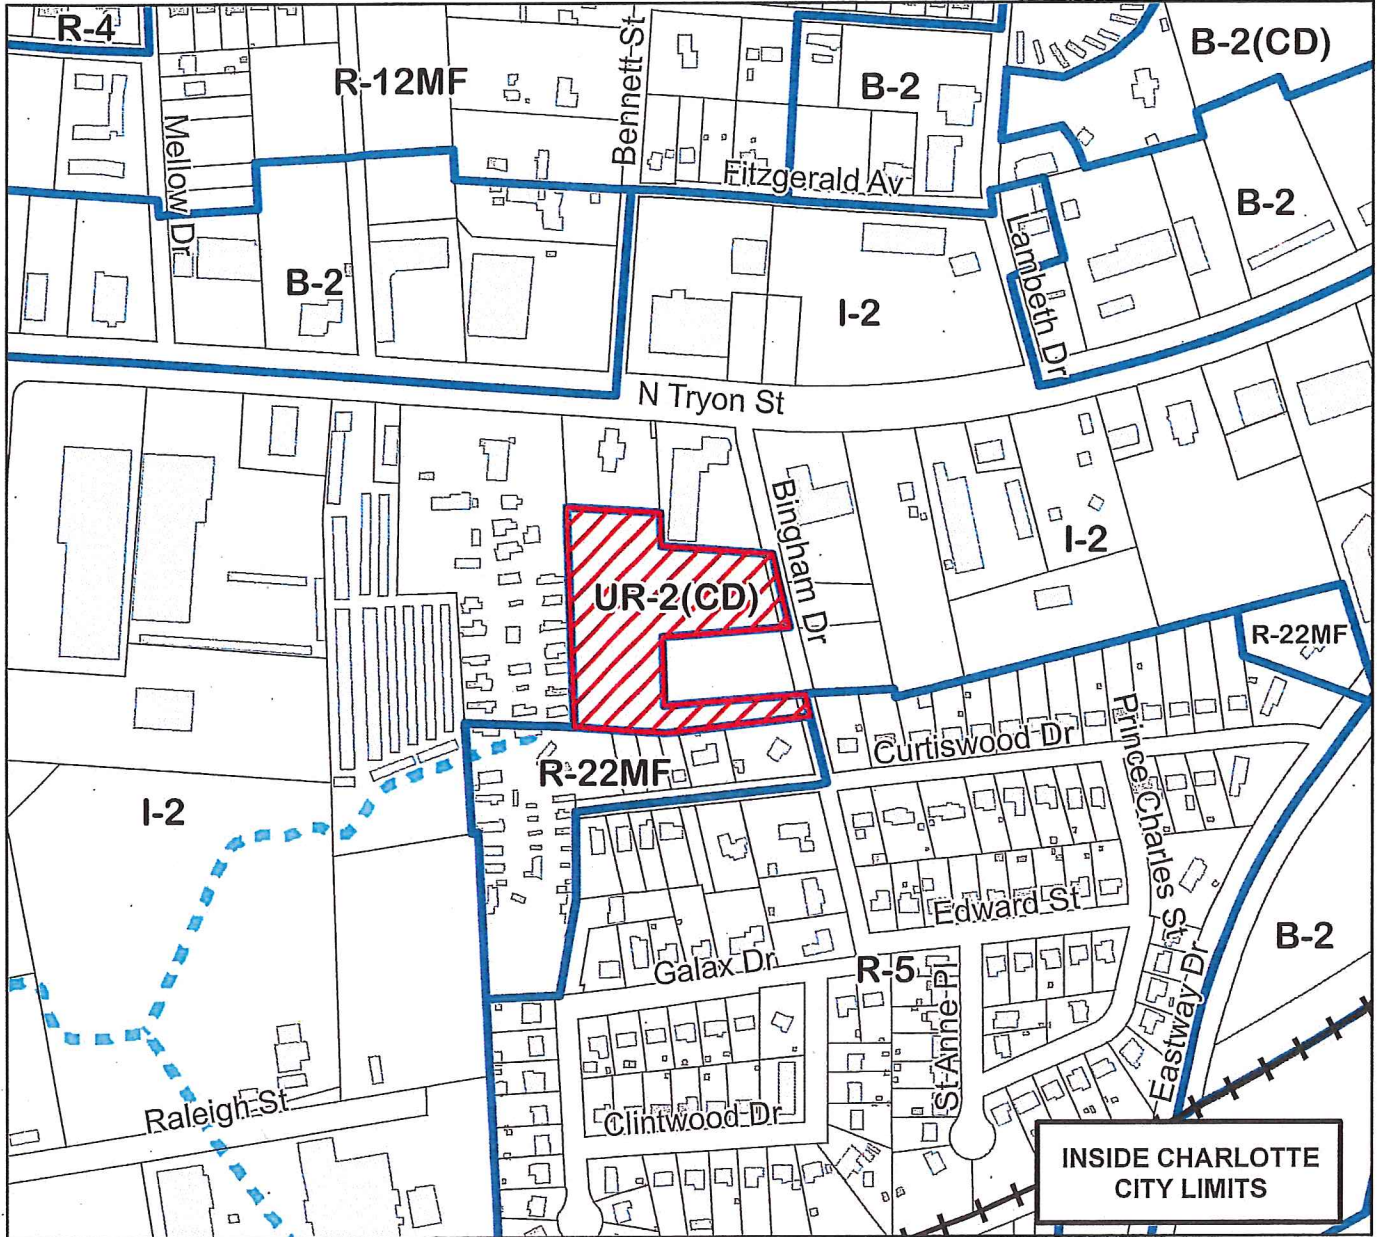 R-4
B-2(CD)
R-12MF
Bennett St
B-2
Mellow Dr
Fitzgerald Av
B-2
Lambeth Dr
B-2
I-2
N Tryon St
Bingham Dr
I-2
UR-2(CD)
R-22MF
Prince Charles St
Curtiswood Dr
R-22MF
I-2
Edward St
B-2
Galax Dr
R-5
St Anne Pl
Eastway Dr
Raleigh St
Clintwood Dr
INSIDE CHARLOTTE
CITY LIMITS